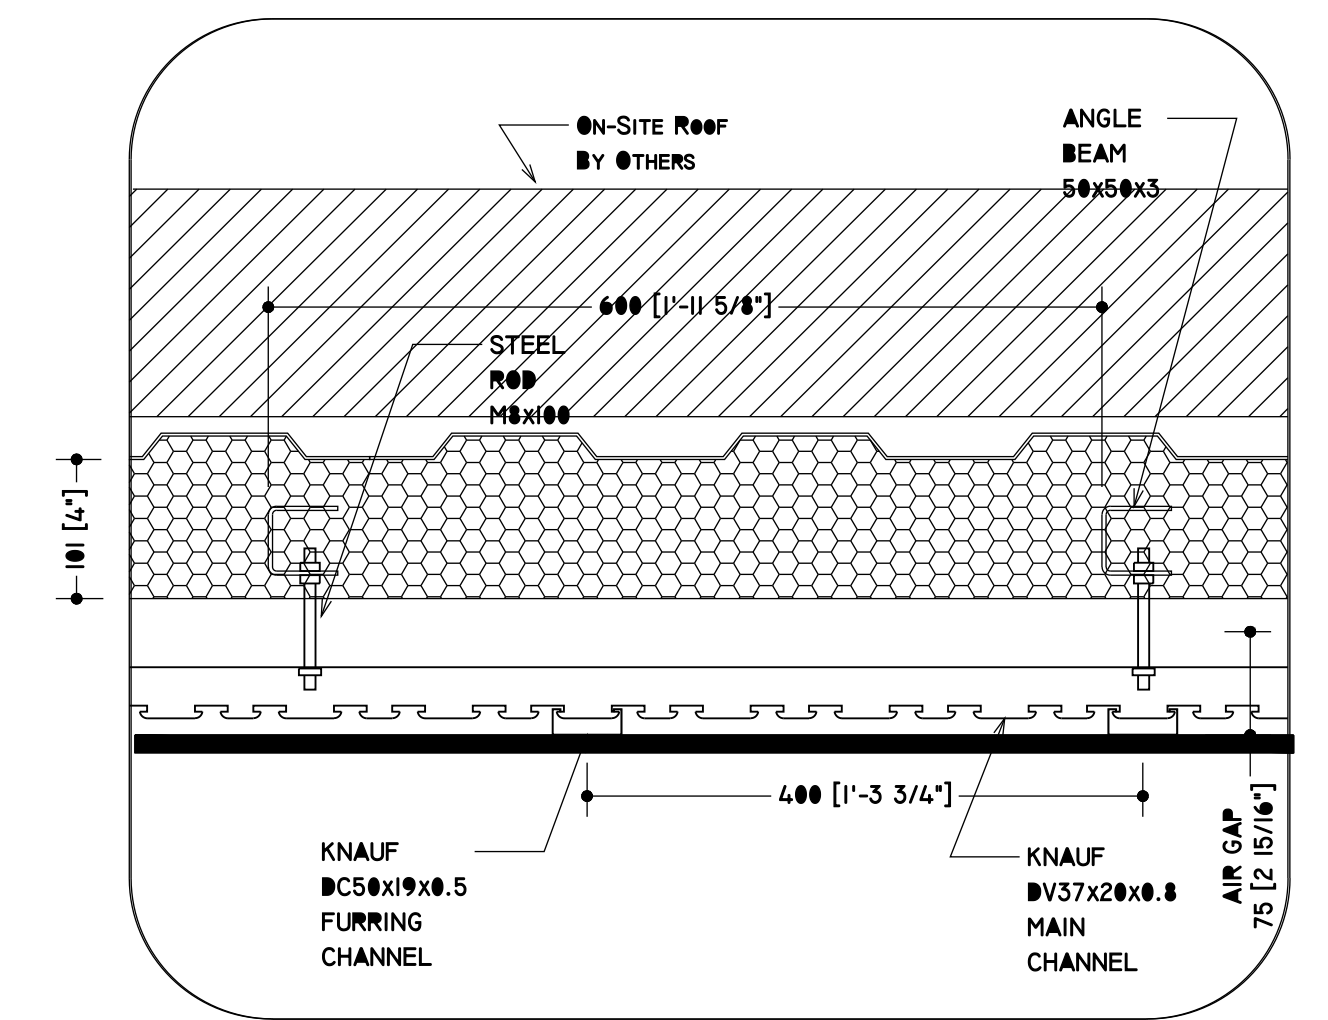 On-Site Roof
By Others
ANGLE
BEAM
50x50x3
600 [1'-11 5/8"]
STEEL
ROD
M8x100
101 [4"]
400 [1'-3 3/4"]
KNAUF
DC50x19x0.5
FURRING
CHANNEL
KNAUF
DV37x20x0.8
MAIN
CHANNEL
AIR GAP
75 [2 15/16"]